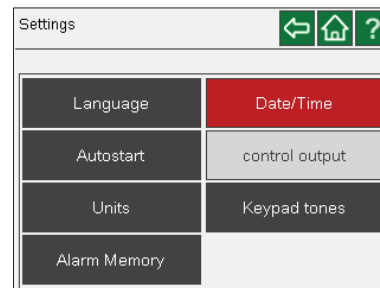 Settings
?
Language
Date/Time
Autostart
control output
Units
Keypad tones
Alarm Memory